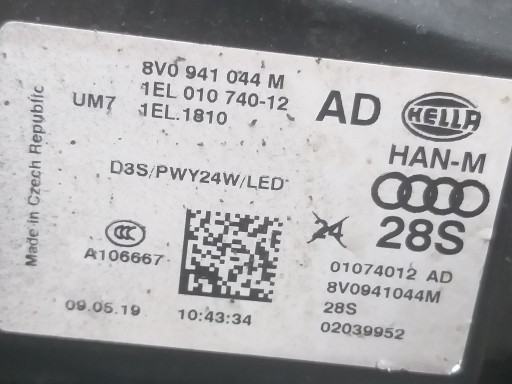 8V0 941 044 M
1EL 010 740-12
UM7 1EL.1810
AD
HELLA
HAN-M
D3S/PWY24W/LED
Made in Czech Republic
CCC
A106667
24
28S
01074012 AD
8V0941044M
28S
02039952
09.05.19
10:43:34